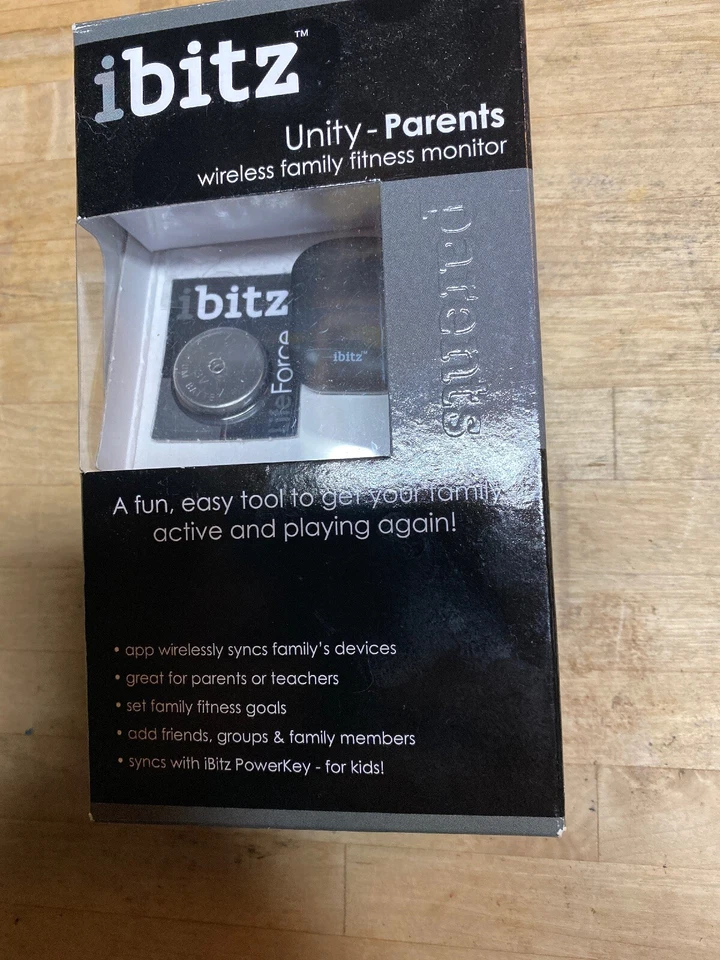 ibitz™
Unity - Parents
wireless family fitness monitor
parents
ibitz
LifeForce
ibitz™
A fun, easy tool to get your family
active and playing again!
• app wirelessly syncs family's devices
• great for parents or teachers
• set family fitness goals
• add friends, groups & family members
• syncs with iBitz PowerKey - for kids!